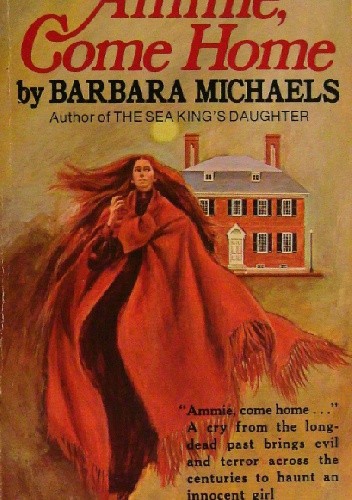 Ammie,
Come Home
by BARBARA MICHAELS
Author of THE SEA KING'S DAUGHTER
"Ammie, come home ..."
A cry from the long-
dead past brings evil
and terror across the
centuries to haunt an
innocent girl